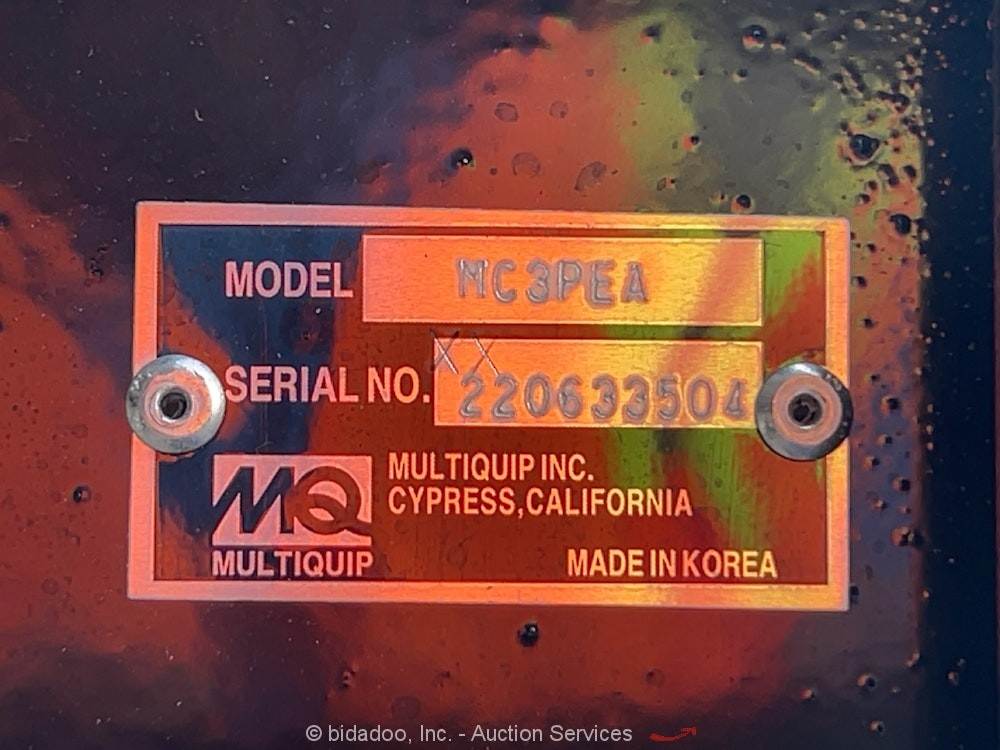 MODEL MC3PEA
XX
SERIAL NO. 220633504
MQ
MULTIQUIP
MULTIQUIP INC.
CYPRESS,CALIFORNIA
MADE IN KOREA
© bidadoo, Inc. - Auction Services